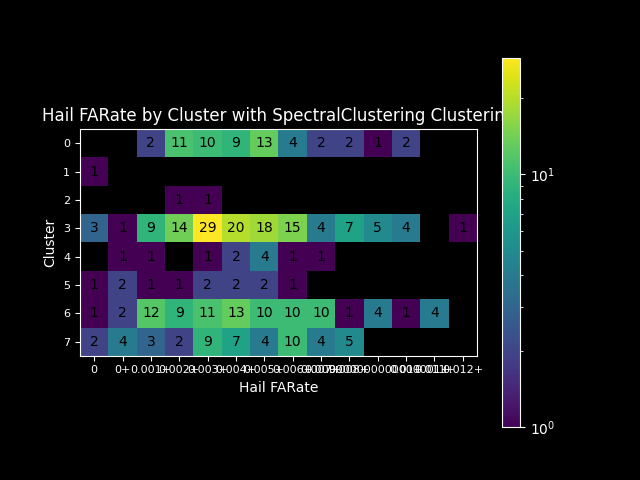 Hail FARate by Cluster with SpectralClustering Clusterin
0 2 11 10 9 13 4 2 2 1 2
1 1
2 1 1
3 3 1 9 14 29 20 18 15 4 7 5 4 1
4 1 1 1 2 4 1 1
5 1 2 1 1 2 2 2 1
6 1 2 12 9 11 13 10 10 10 1 4 1 4
7 2 4 3 2 9 7 4 10 4 5
Cluster
0 0+
Hail FARate
10¹
10⁰